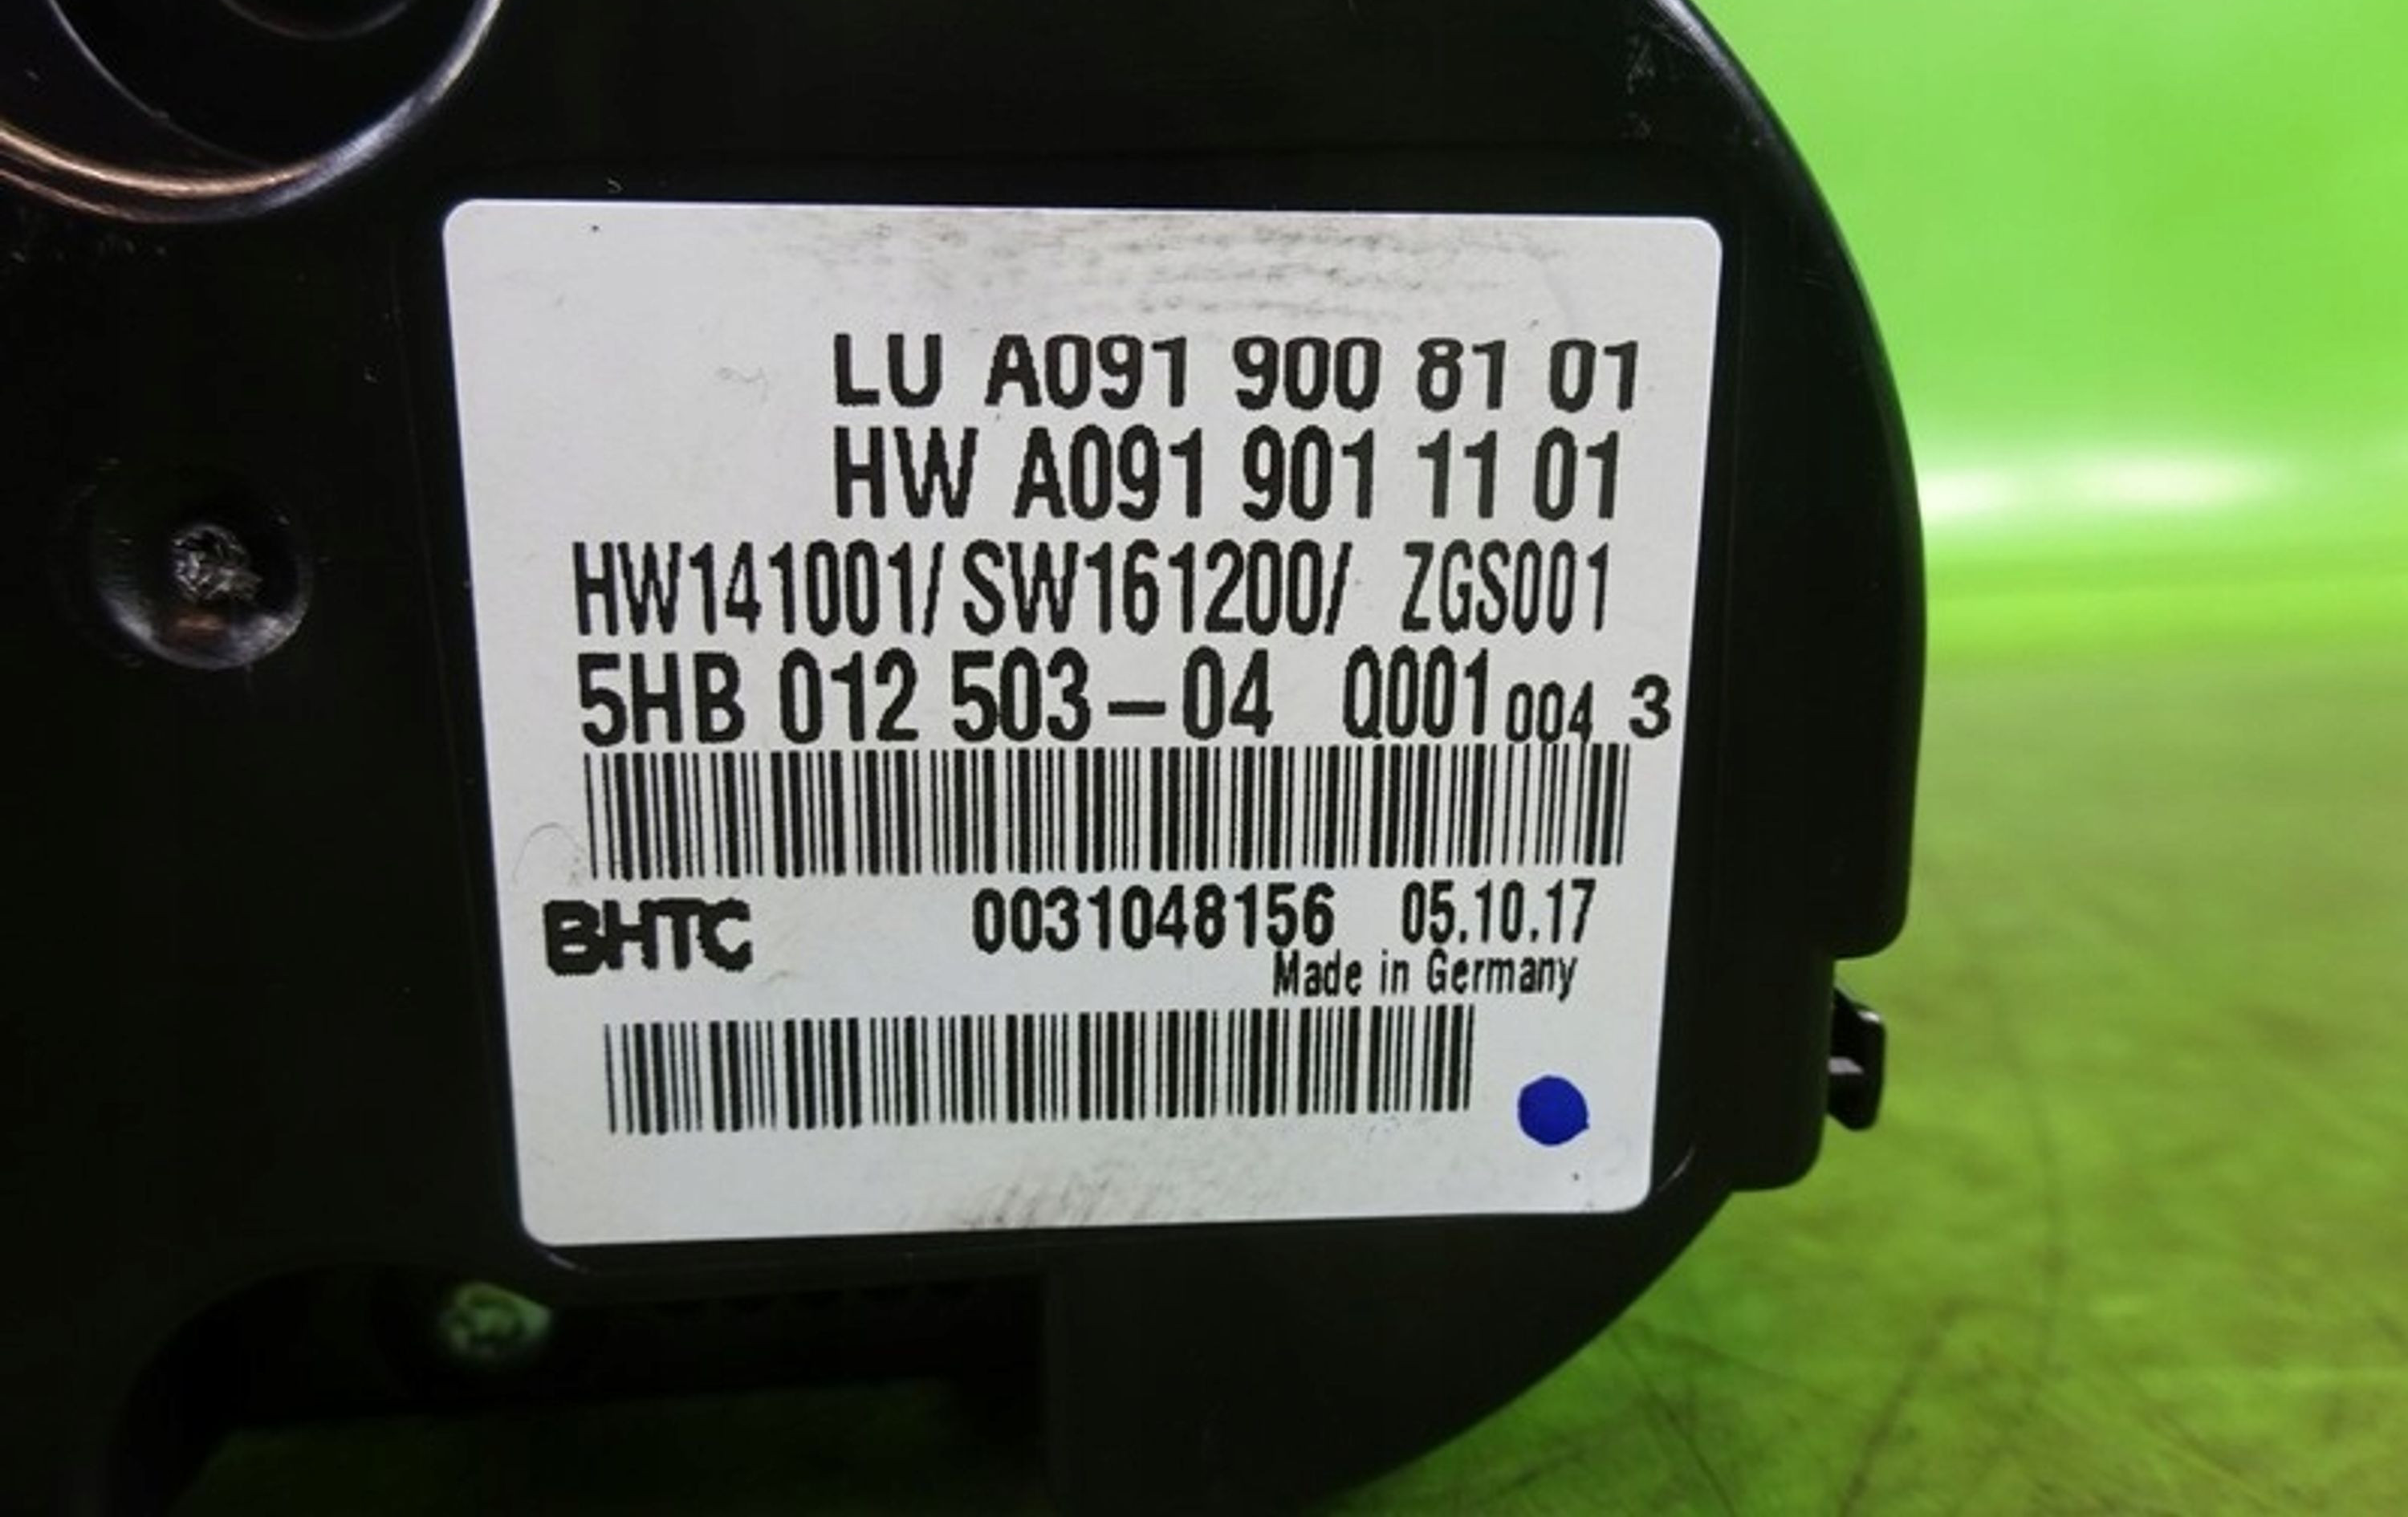 LU A091 900 81 01
HW A091 901 11 01
HW141001/SW161200/ ZGS001
5HB 012 503-04 Q001 004 3
BHTC 0031048156 05.10.17
Made in Germany